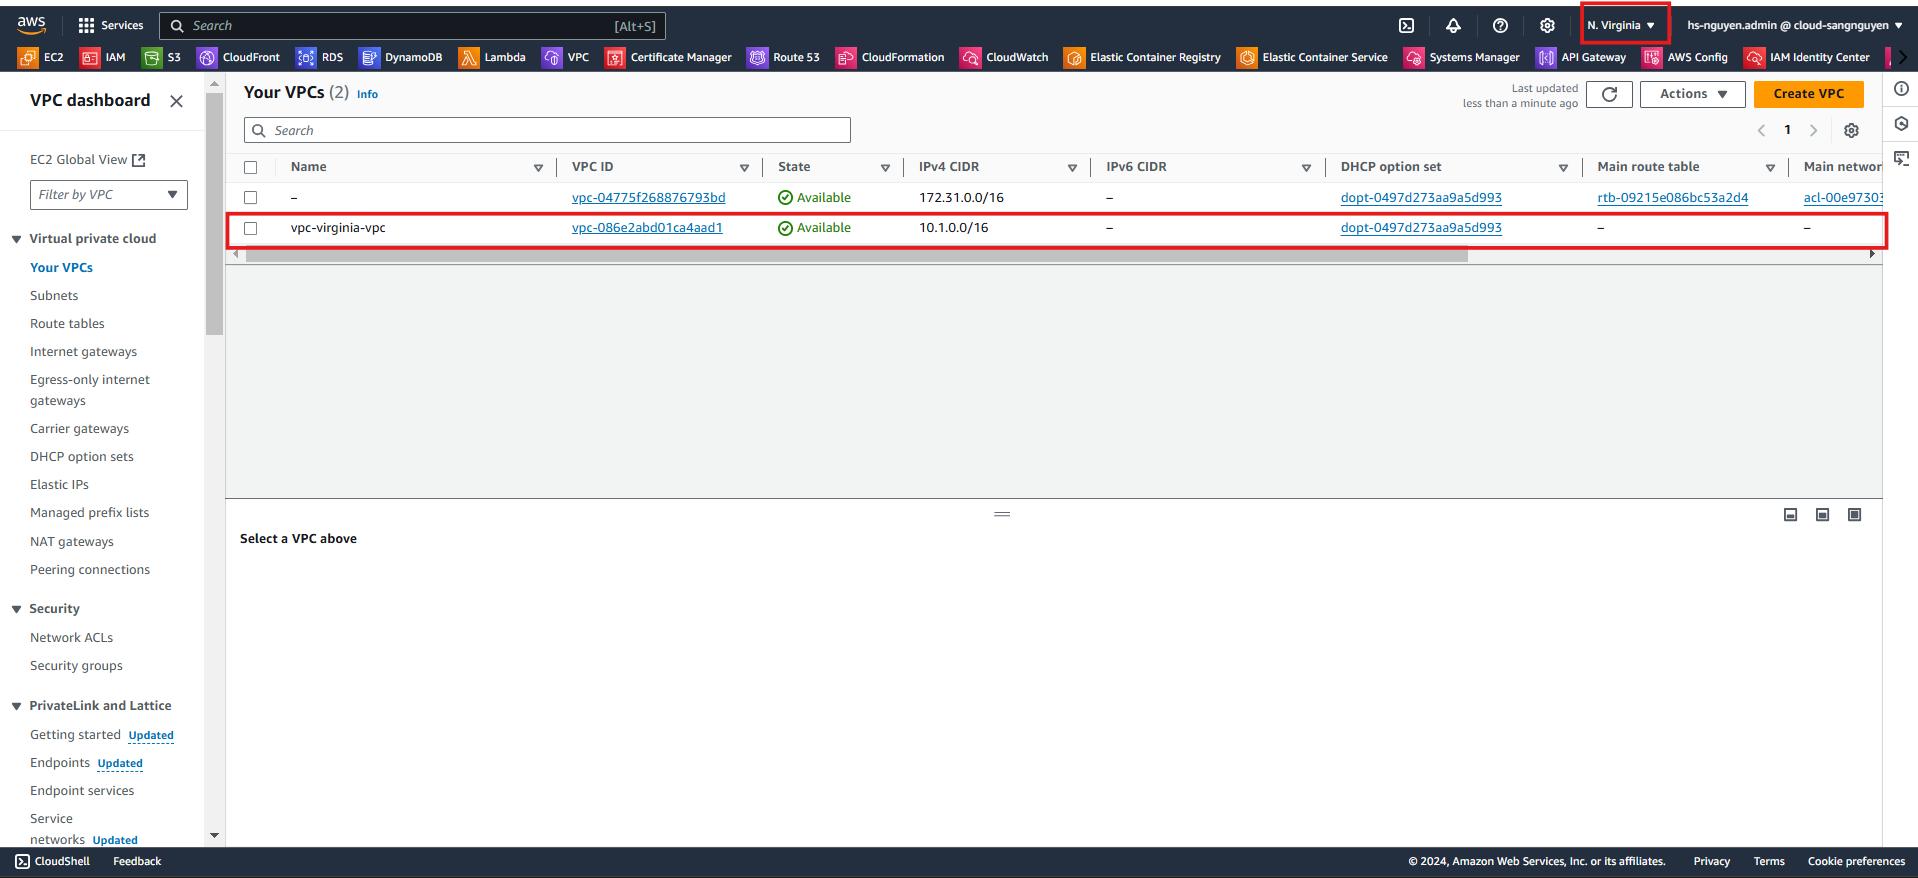 aws Services Search [Alt+S] N. Virginia hs-nguyen.admin @ cloud-sangnguyen
EC2 IAM S3 CloudFront RDS DynamoDB Lambda VPC Certificate Manager Route 53 CloudFormation CloudWatch Elastic Container Registry Elastic Container Service Systems Manager API Gateway AWS Config IAM Identity Center
VPC dashboard
EC2 Global View
Filter by VPC
Virtual private cloud
Your VPCs
Subnets
Route tables
Internet gateways
Egress-only internet
gateways
Carrier gateways
DHCP option sets
Elastic IPs
Managed prefix lists
NAT gateways
Peering connections
Security
Network ACLs
Security groups
PrivateLink and Lattice
Getting started Updated
Endpoints Updated
Endpoint services
Service
networks Updated
Your VPCs (2) Info
Last updated
less than a minute ago
Actions
Create VPC
Search
1
Name VPC ID State IPv4 CIDR IPv6 CIDR DHCP option set Main route table Main networ
– vpc-04775f268876793bd Available 172.31.0.0/16 – dopt-0497d273aa9a5d993 rtb-09215e086bc53a2d4 acl-00e97303
vpc-virginia-vpc vpc-086e2abd01ca4aad1 Available 10.1.0.0/16 – dopt-0497d273aa9a5d993 – –
Select a VPC above
CloudShell Feedback © 2024, Amazon Web Services, Inc. or its affiliates. Privacy Terms Cookie preferences